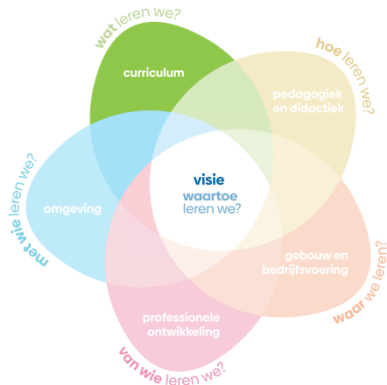 wat leren we?
curriculum
hoe leren we?
pedagogiek
en didactiek
visie
waartoe
leren we?
omgeving
met wie leren we?
gebouw en
bedrijfsvoering
waar we leren?
professionele
ontwikkeling
van wie leren we?